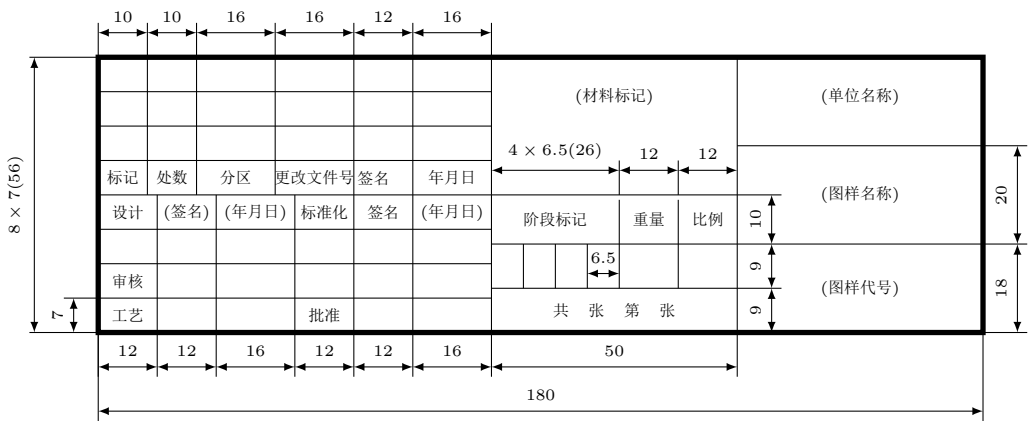 10 10 16 16 12 16
(材料标记) (单位名称)
4 × 6.5(26) 12 12
标记 处数 分区 更改文件号 签名 年月日
8 × 7(56)
(图样名称) 20
设计 (签名) (年月日) 标准化 签名 (年月日) 阶段标记 重量 比例 10
6.5 9
审核 (图样代号) 18
7 工艺 批准 共 张 第 张 9
12 12 16 12 12 16 50
180